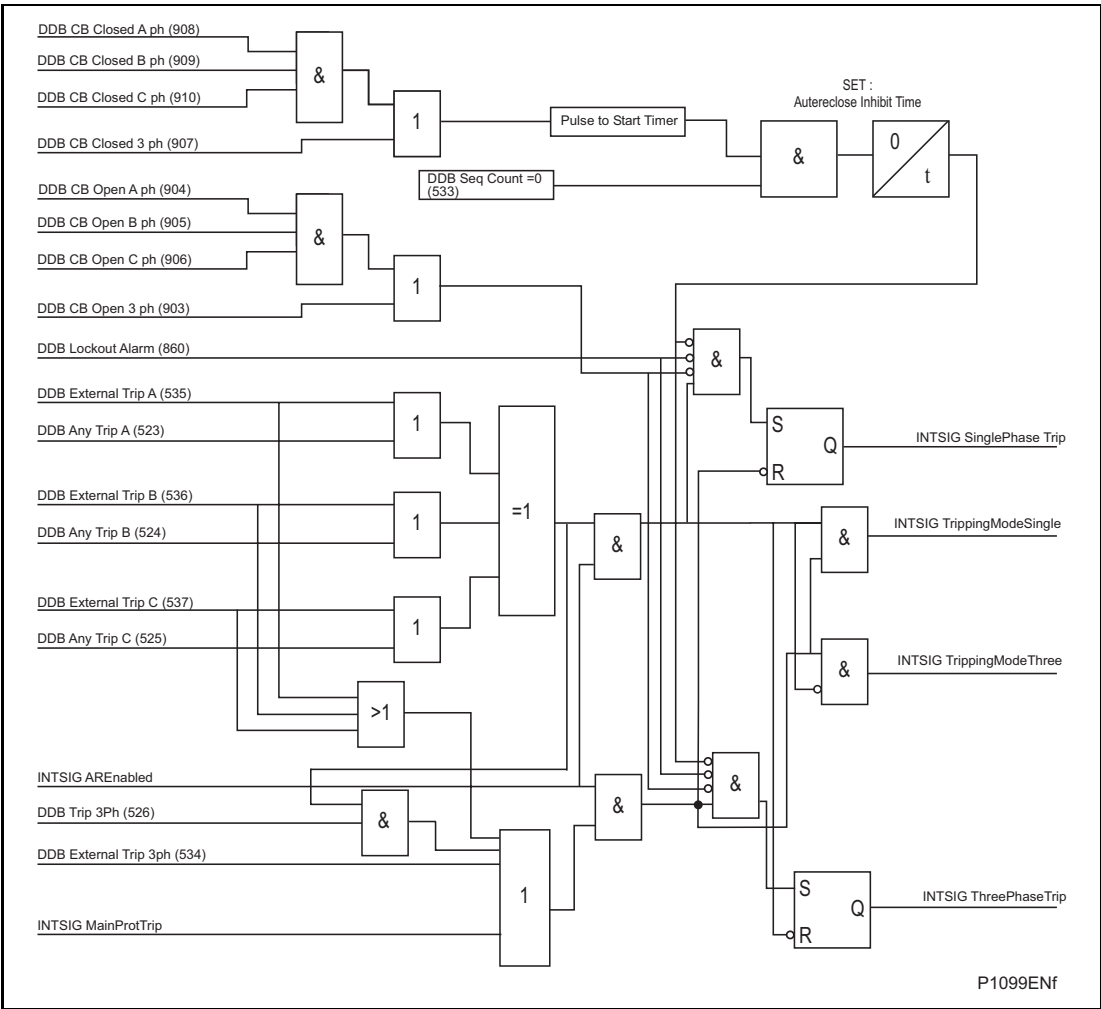 DDB CB Closed A ph (908)
DDB CB Closed B ph (909)
DDB CB Closed C ph (910)
&
DDB CB Closed 3 ph (907)
1
Pulse to Start Timer
SET :
Autereclose Inhibit Time
&
0
t
DDB Seq Count =0
(533)
DDB CB Open A ph (904)
DDB CB Open B ph (905)
DDB CB Open C ph (906)
&
DDB CB Open 3 ph (903)
1
DDB Lockout Alarm (860)
&
DDB External Trip A (535)
DDB Any Trip A (523)
1
S
Q
R
INTSIG SinglePhase Trip
DDB External Trip B (536)
DDB Any Trip B (524)
1
=1
&
&
INTSIG TrippingModeSingle
DDB External Trip C (537)
DDB Any Trip C (525)
1
&
INTSIG TrippingModeThree
>1
INTSIG AREnabled
&
&
DDB Trip 3Ph (526)
&
DDB External Trip 3ph (534)
1
INTSIG MainProtTrip
S
Q
R
INTSIG ThreePhaseTrip
P1099ENf